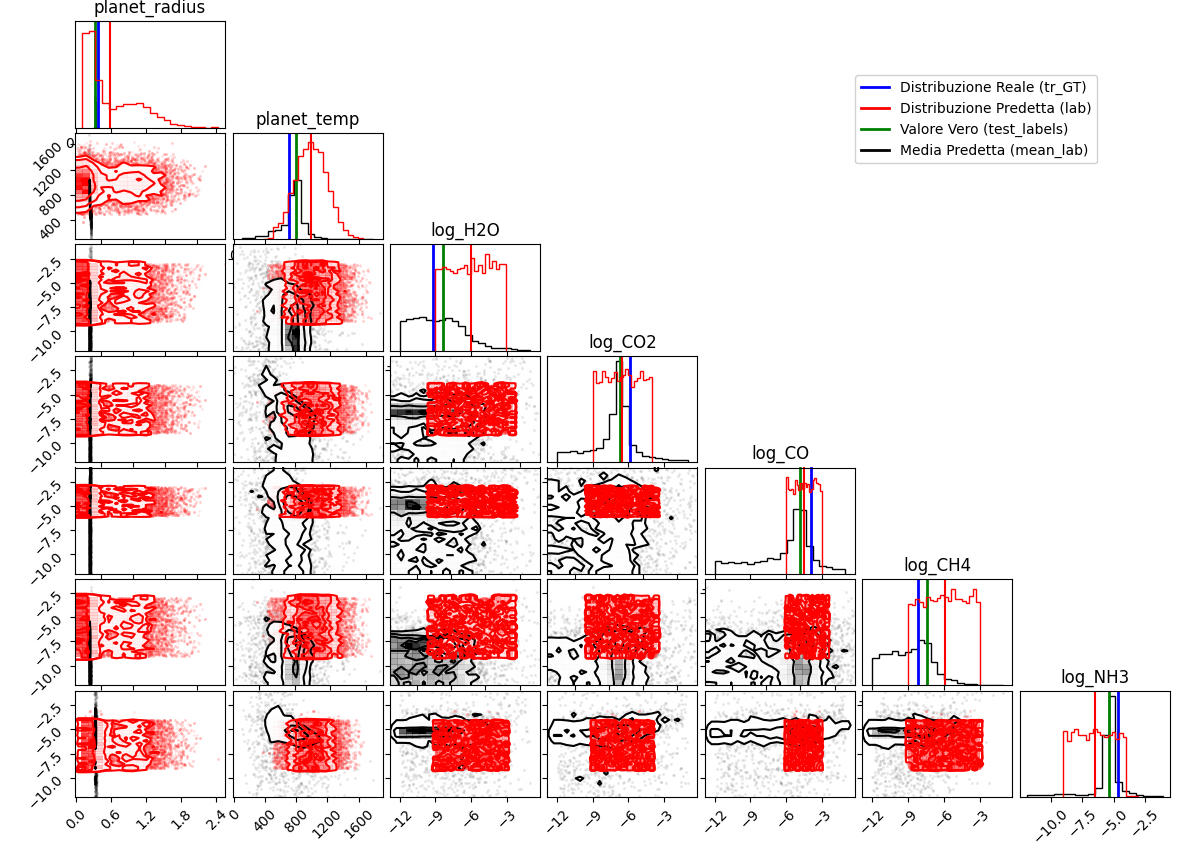 planet_radius
planet_temp
Distribuzione Reale (tr_GT)
Distribuzione Predetta (lab)
Valore Vero (test_labels)
Media Predetta (mean_lab)
1600
1200
800
400
log_H2O
−2.5
−5.0
−7.5
−10.0
log_CO2
−2.5
−5.0
−7.5
−10.0
log_CO
−2.5
−5.0
−7.5
−10.0
log_CH4
−2.5
−5.0
−7.5
−10.0
log_NH3
−2.5
−5.0
−7.5
−10.0
0.0 0.6 1.2 1.8 2.4
0 400 800 1200 1600
−12 −9 −6 −3
−12 −9 −6 −3
−12 −9 −6 −3
−12 −9 −6 −3
−10.0 −7.5 −5.0 −2.5